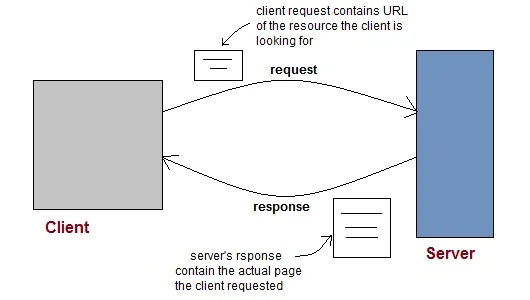 client request contains URL
of the resource the client is
looking for
request
response
Client
Server
server's rsponse
contain the actual page
the client requested